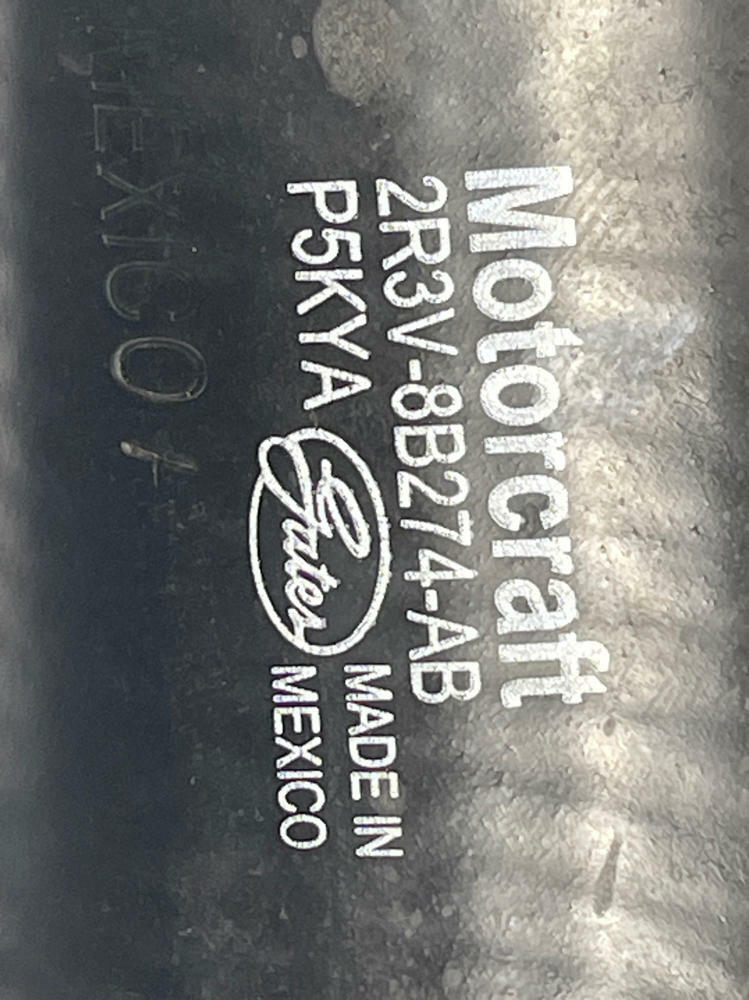 Motorcraft
2R3V-8B274-AB
P5KYA Gates MADE IN
MEXICO
MEXICO